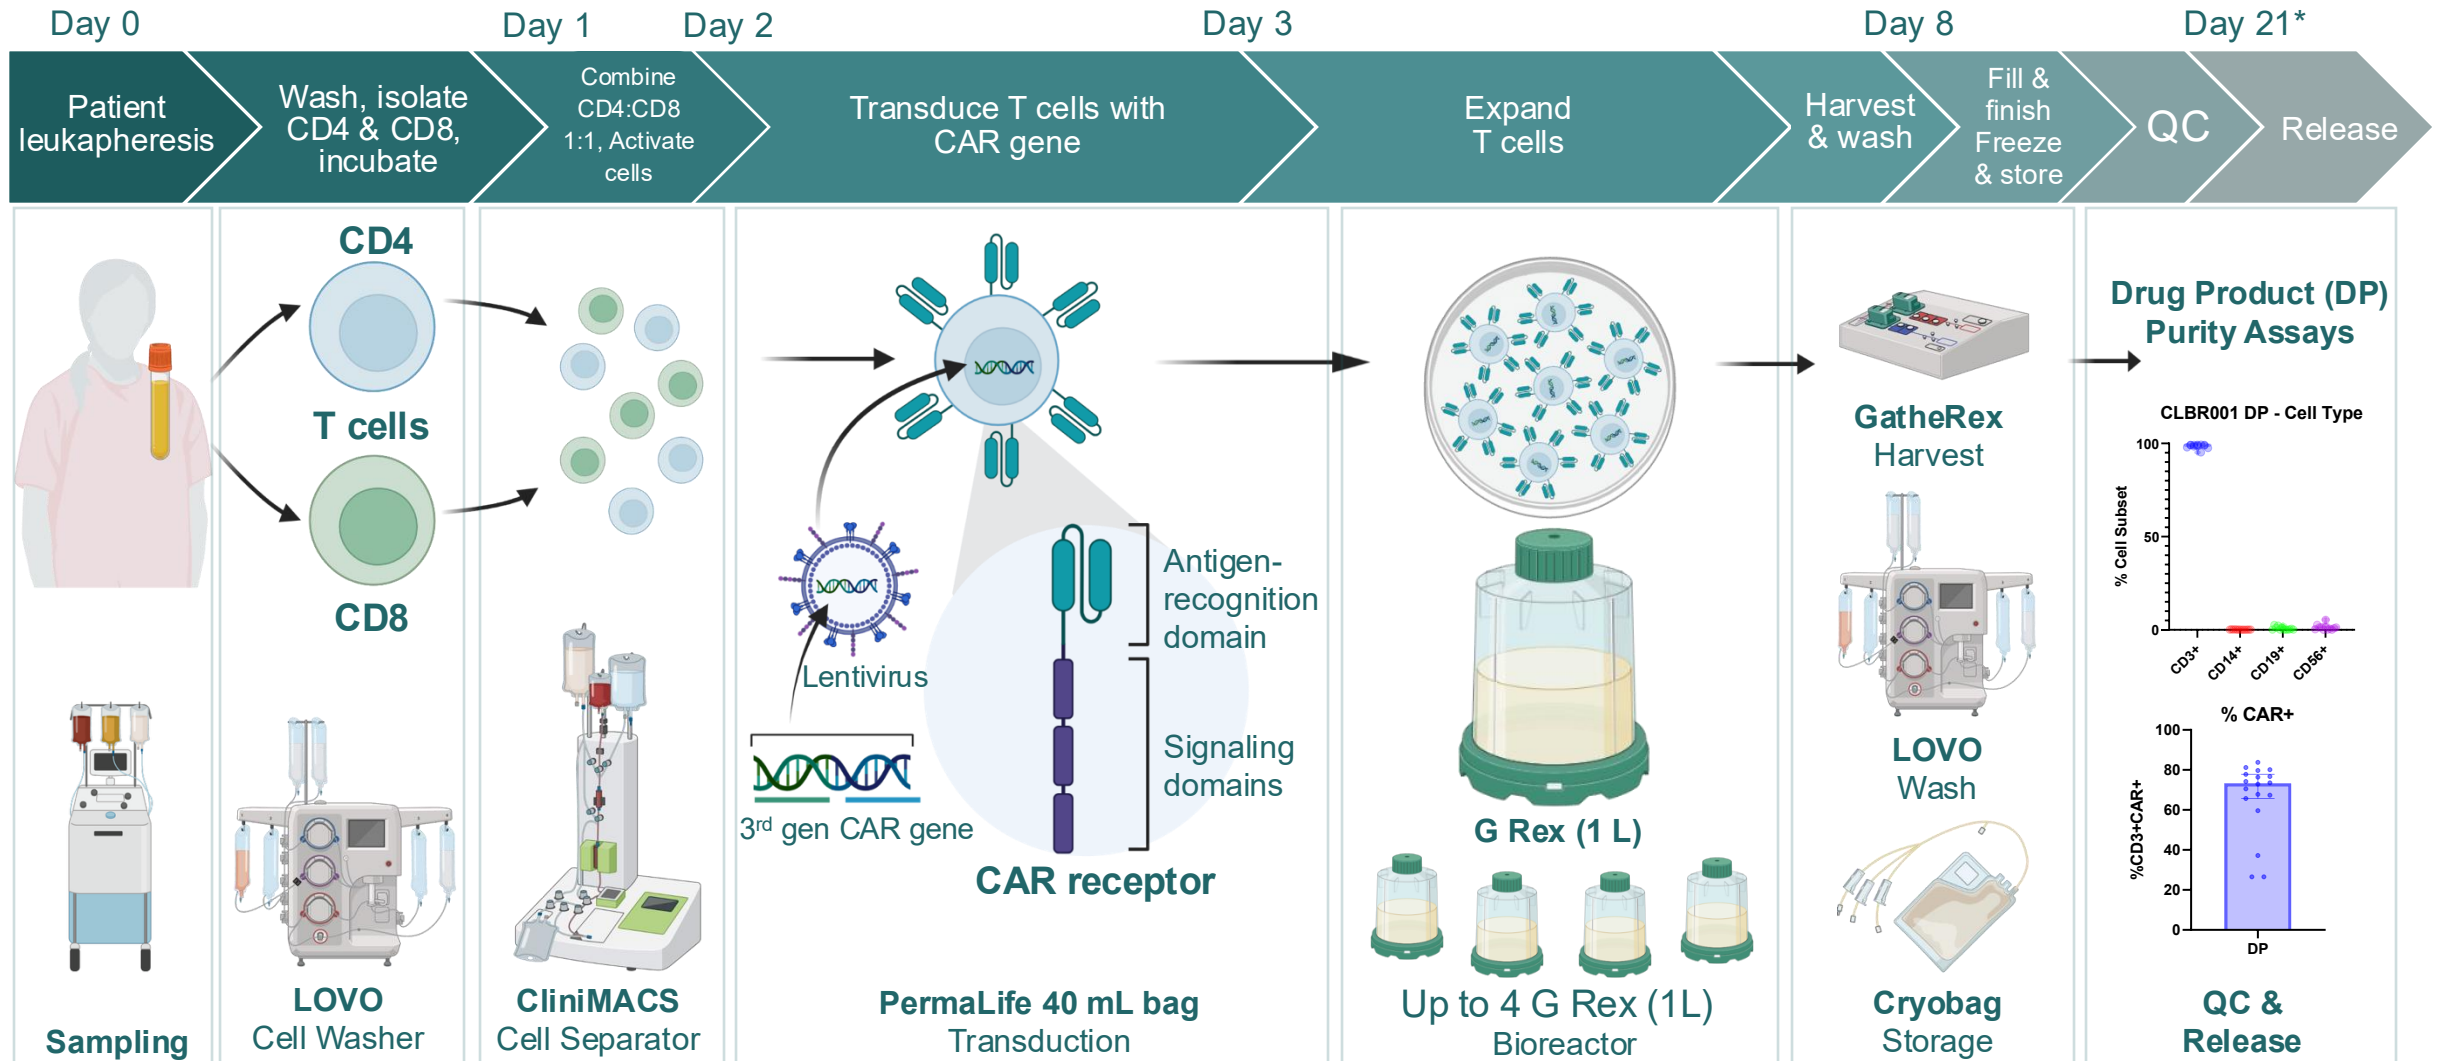 Day 0
Day 1
Day 2
Day 3
Day 8
Day 21*
Patient
leukapheresis
Wash, isolate
CD4 & CD8,
incubate
Combine
CD4:CD8
1:1, Activate
cells
Transduce T cells with
CAR gene
Expand
T cells
Harvest
& wash
Fill &
finish
Freeze
& store
QC
Release
Sampling
CD4
T cells
CD8
LOVO
Cell Washer
CliniMACS
Cell Separator
Lentivirus
3rd gen CAR gene
Antigen-
recognition
domain
Signaling
domains
CAR receptor
PermaLife 40 mL bag
Transduction
G Rex (1 L)
Up to 4 G Rex (1L)
Bioreactor
GatheRex
Harvest
LOVO
Wash
Cryobag
Storage
Drug Product (DP)
Purity Assays
CLBR001 DP - Cell Type
% Cell Subset
100
50
0
CD3+
CD14+
CD19+
CD56+
% CAR+
%CD3+CAR+
100
80
60
40
20
0
DP
QC &
Release